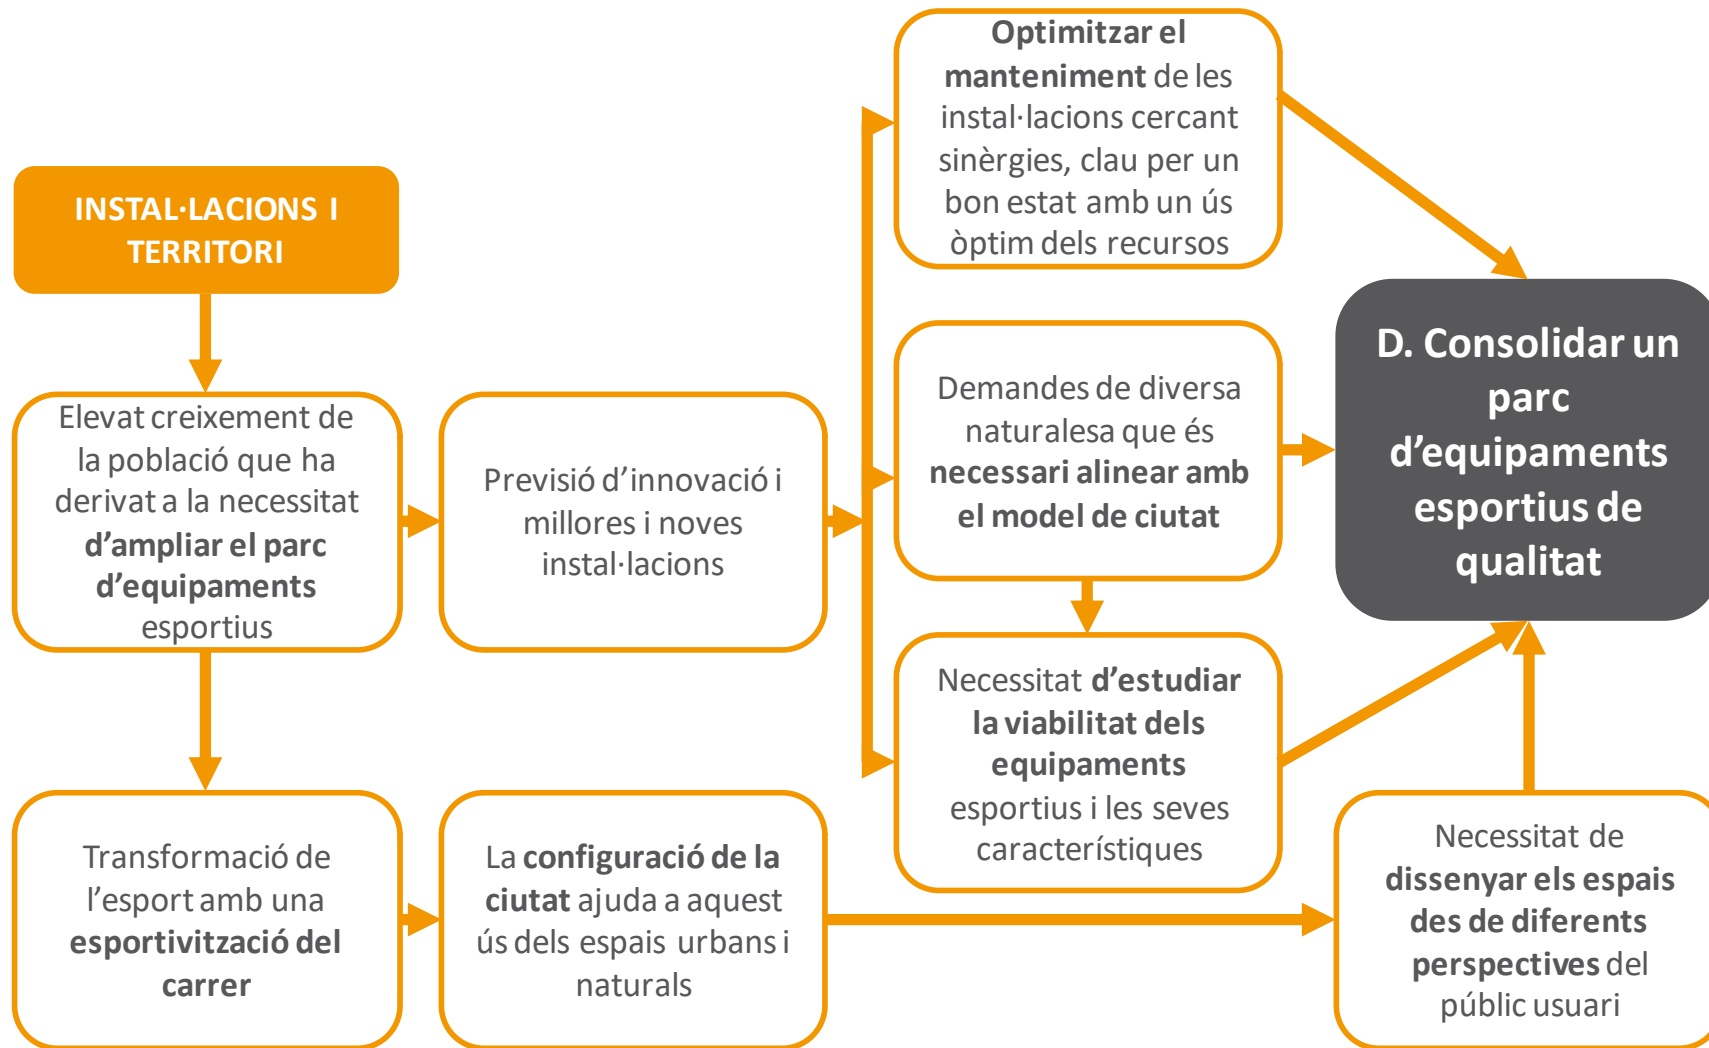 INSTAL·LACIONS I
TERRITORI
Elevat creixement de
la població que ha
derivat a la necessitat
d’ampliar el parc
d’equipaments
esportius
Previsió d’innovació i
millores i noves
instal·lacions
Optimitzar el
manteniment de les
instal·lacions cercant
sinèrgies, clau per un
bon estat amb un ús
òptim dels recursos
Demandes de diversa
naturalesa que és
necessari alinear amb
el model de ciutat
Necessitat d’estudiar
la viabilitat dels
equipaments
esportius i les seves
característiques
D. Consolidar un
parc
d’equipaments
esportius de
qualitat
Transformació de
l’esport amb una
esportivització del
carrer
La configuració de la
ciutat ajuda a aquest
ús dels espais urbans i
naturals
Necessitat de
dissenyar els espais
des de diferents
perspectives del
públic usuari